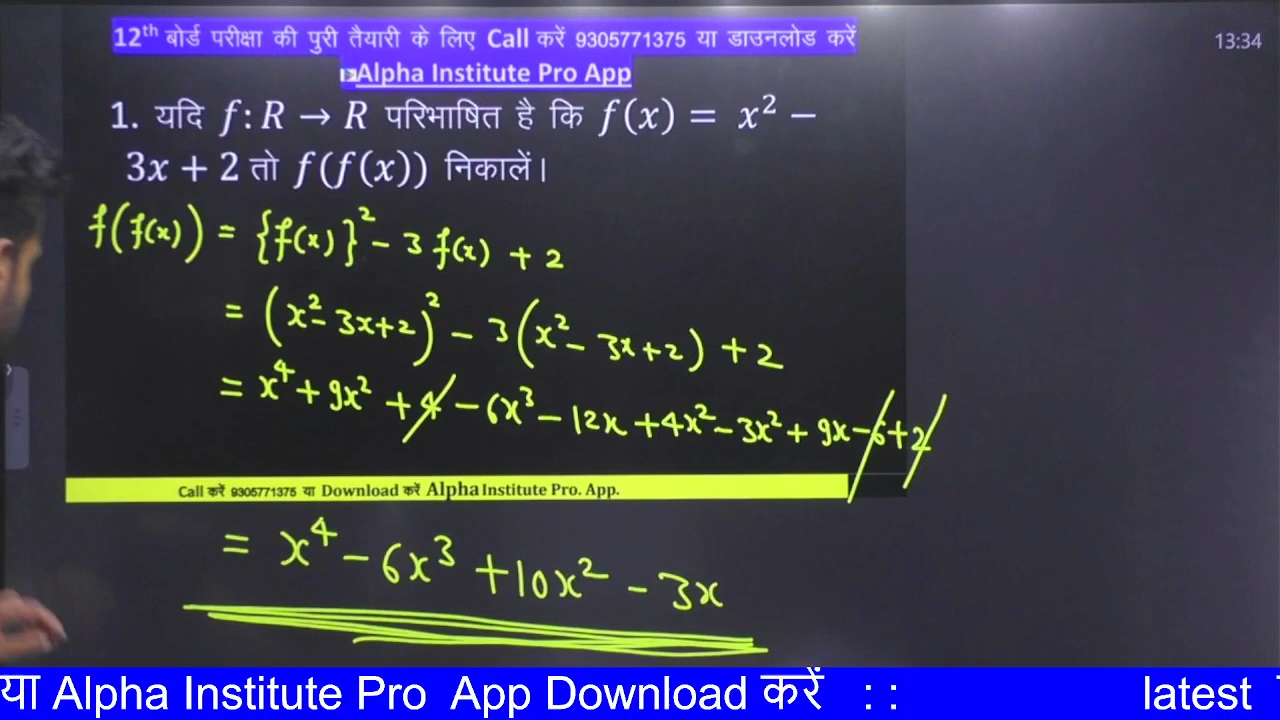 12th बोर्ड परीक्षा की पुरी तैयारी के लिए Call करें 9305771375 या डाउनलोड करें
Alpha Institute Pro App
13:34
1. यदि f: R → R परिभाषित है कि f(x) = x² −
3x + 2 तो f(f(x)) निकालें।
f(f(x)) = {f(x)}² - 3 f(x) + 2
= (x² - 3x+2)² - 3(x² - 3x+2) + 2
= x⁴ + 9x² + 4 - 6x³ - 12x + 4x² - 3x² + 9x - 6 + 2
Call करें 9305771375 या Download करें Alpha Institute Pro. App.
= x⁴ - 6x³ + 10x² - 3x
या Alpha Institute Pro App Download करें : : latest